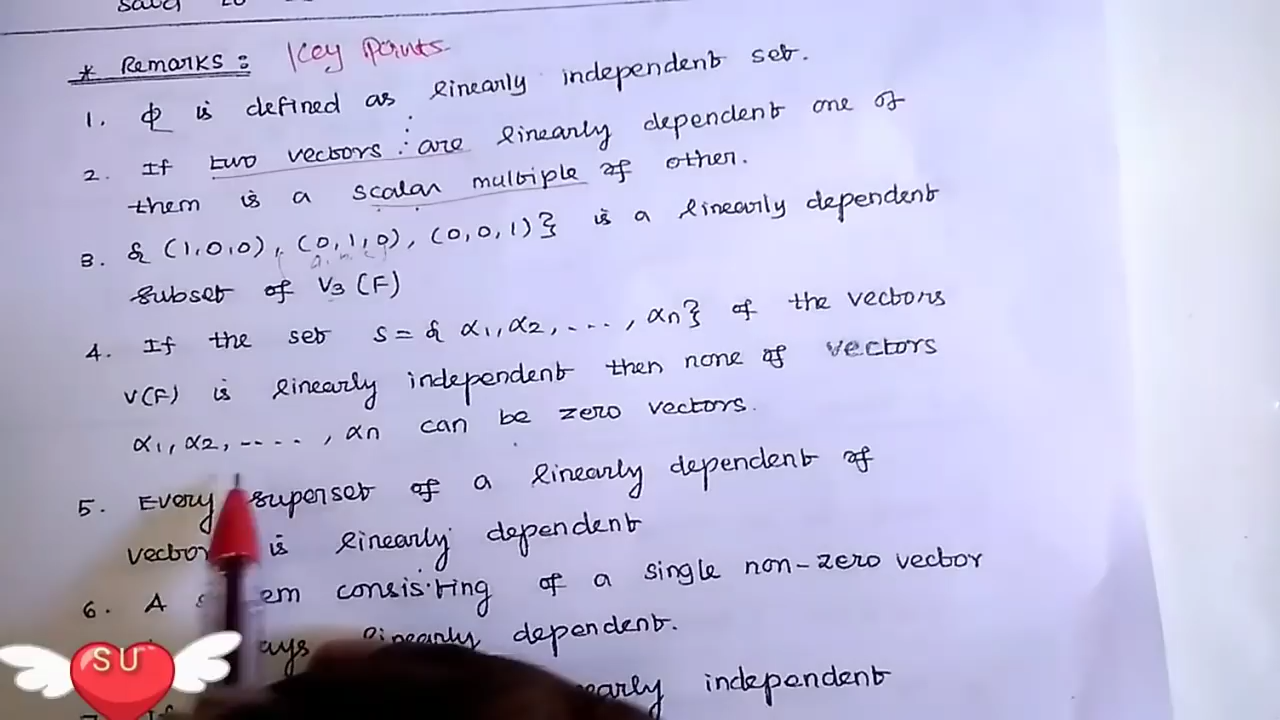 * Remarks: Key Points
1. Φ is defined as linearly independent set.
2. If two vectors ∴ are linearly dependent one of
them is a scalar multiple of other.
3. { (1,0,0), (0,1,0), (0,0,1) } is a linearly dependent
subset of V3 (F)
4. If the set S = { α1, α2, ..., αn } of the vectors
V(F) is linearly independent then none of vectors
α1, α2, ....., αn can be zero vectors.
5. Every superset of a linearly dependent of
vector is linearly dependent
6. A consisting of a single non-zero vector
linearly dependent.
independent
SU